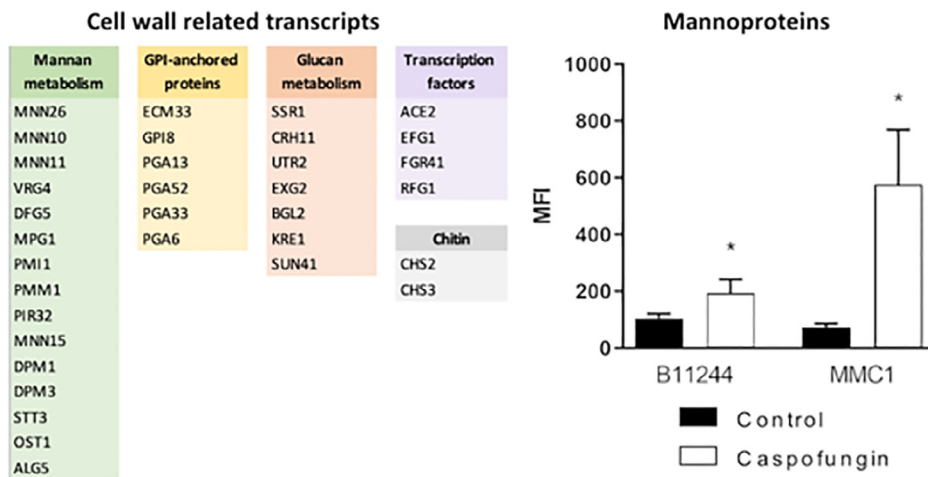 Cell wall related transcripts
Mannan
metabolism
MNN26
MNN10
MNN11
VRG4
DFG5
MPG1
PMI1
PMM1
PIR32
MNN15
DPM1
DPM3
STT3
OST1
ALG5
GPI-anchored
proteins
ECM33
GPI8
PGA13
PGA52
PGA33
PGA6
Glucan
metabolism
SSR1
CRH11
UTR2
EXG2
BGL2
KRE1
SUN41
Transcription
factors
ACE2
EFG1
FGR41
RFG1
Chitin
CHS2
CHS3
Mannoproteins
MFI
1000
800
600
400
200
0
*
*
B11244
MMC1
Control
Caspofungin